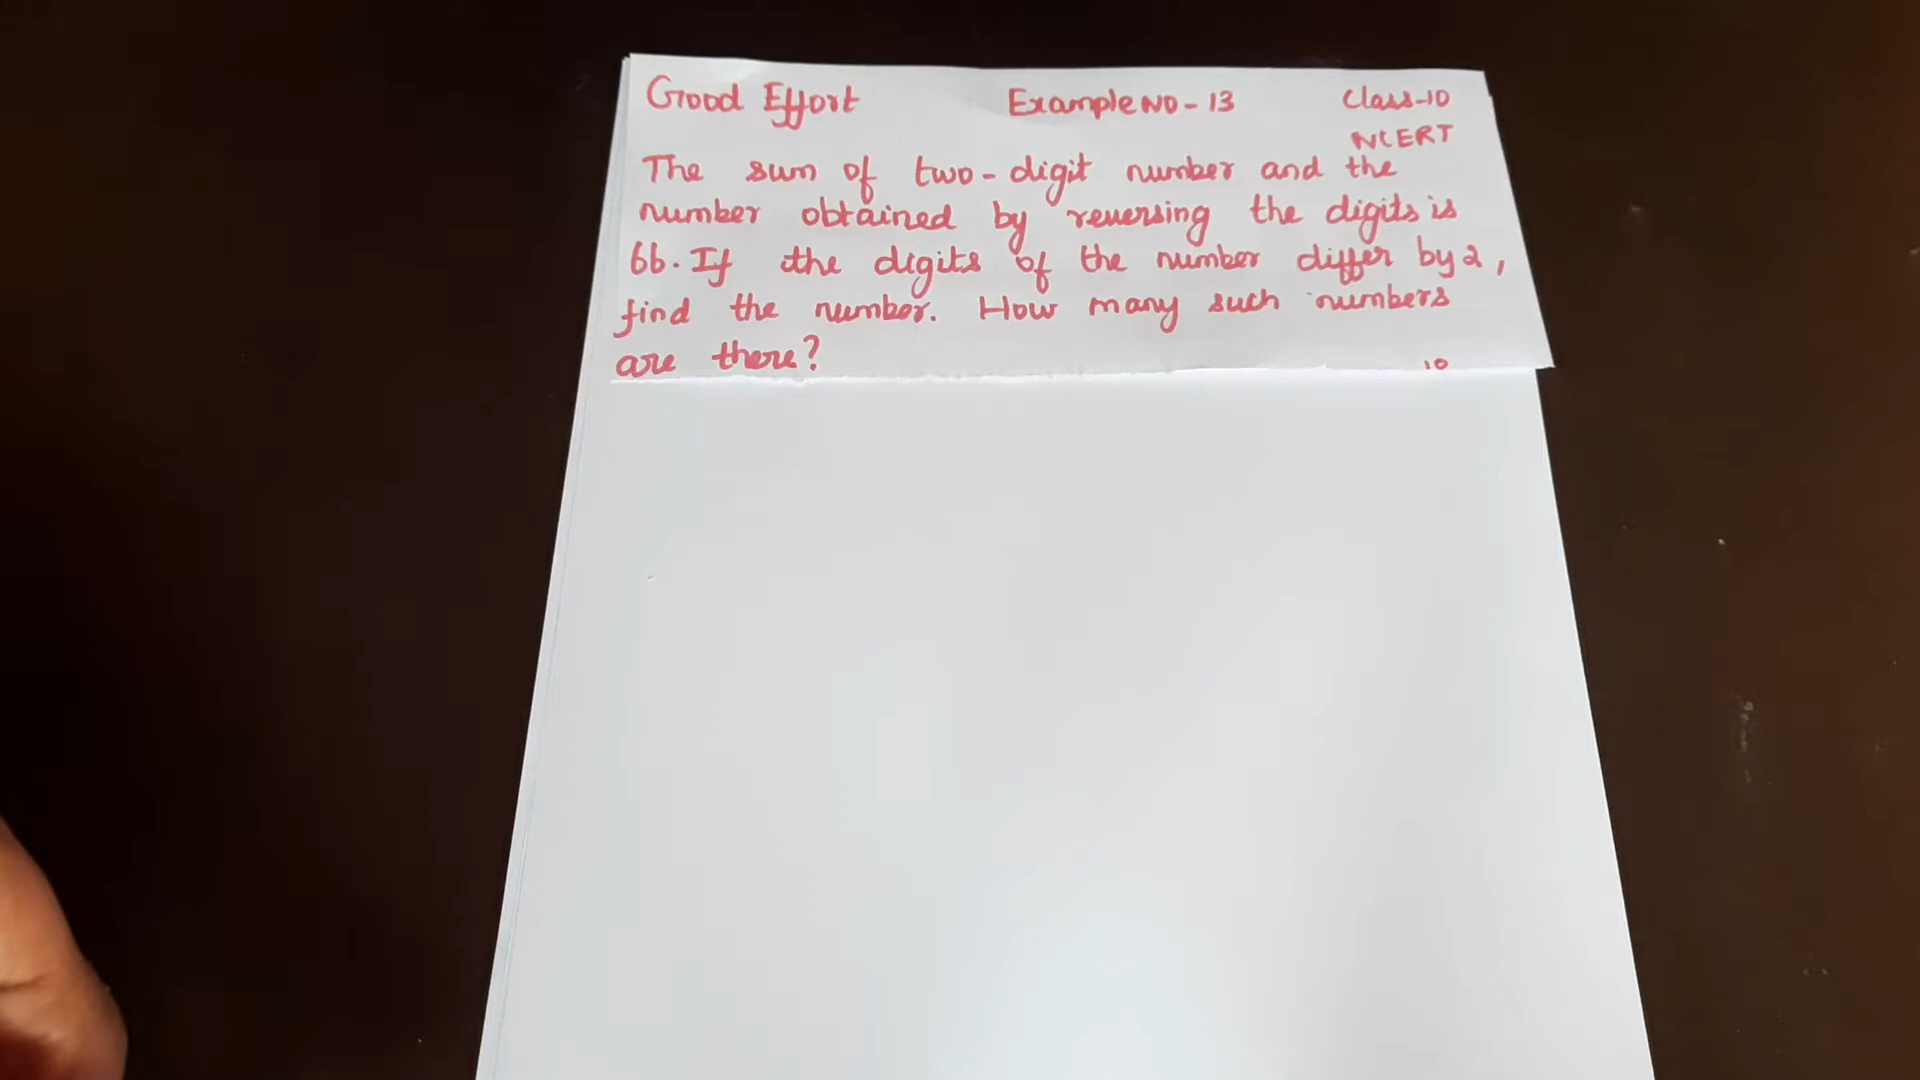 Good Effort Example NO - 13 Class-10
NCERT
The sum of two-digit number and the
number obtained by reversing the digits is
66. If the digits of the number differ by 2,
find the number. How many such numbers
are there?
10